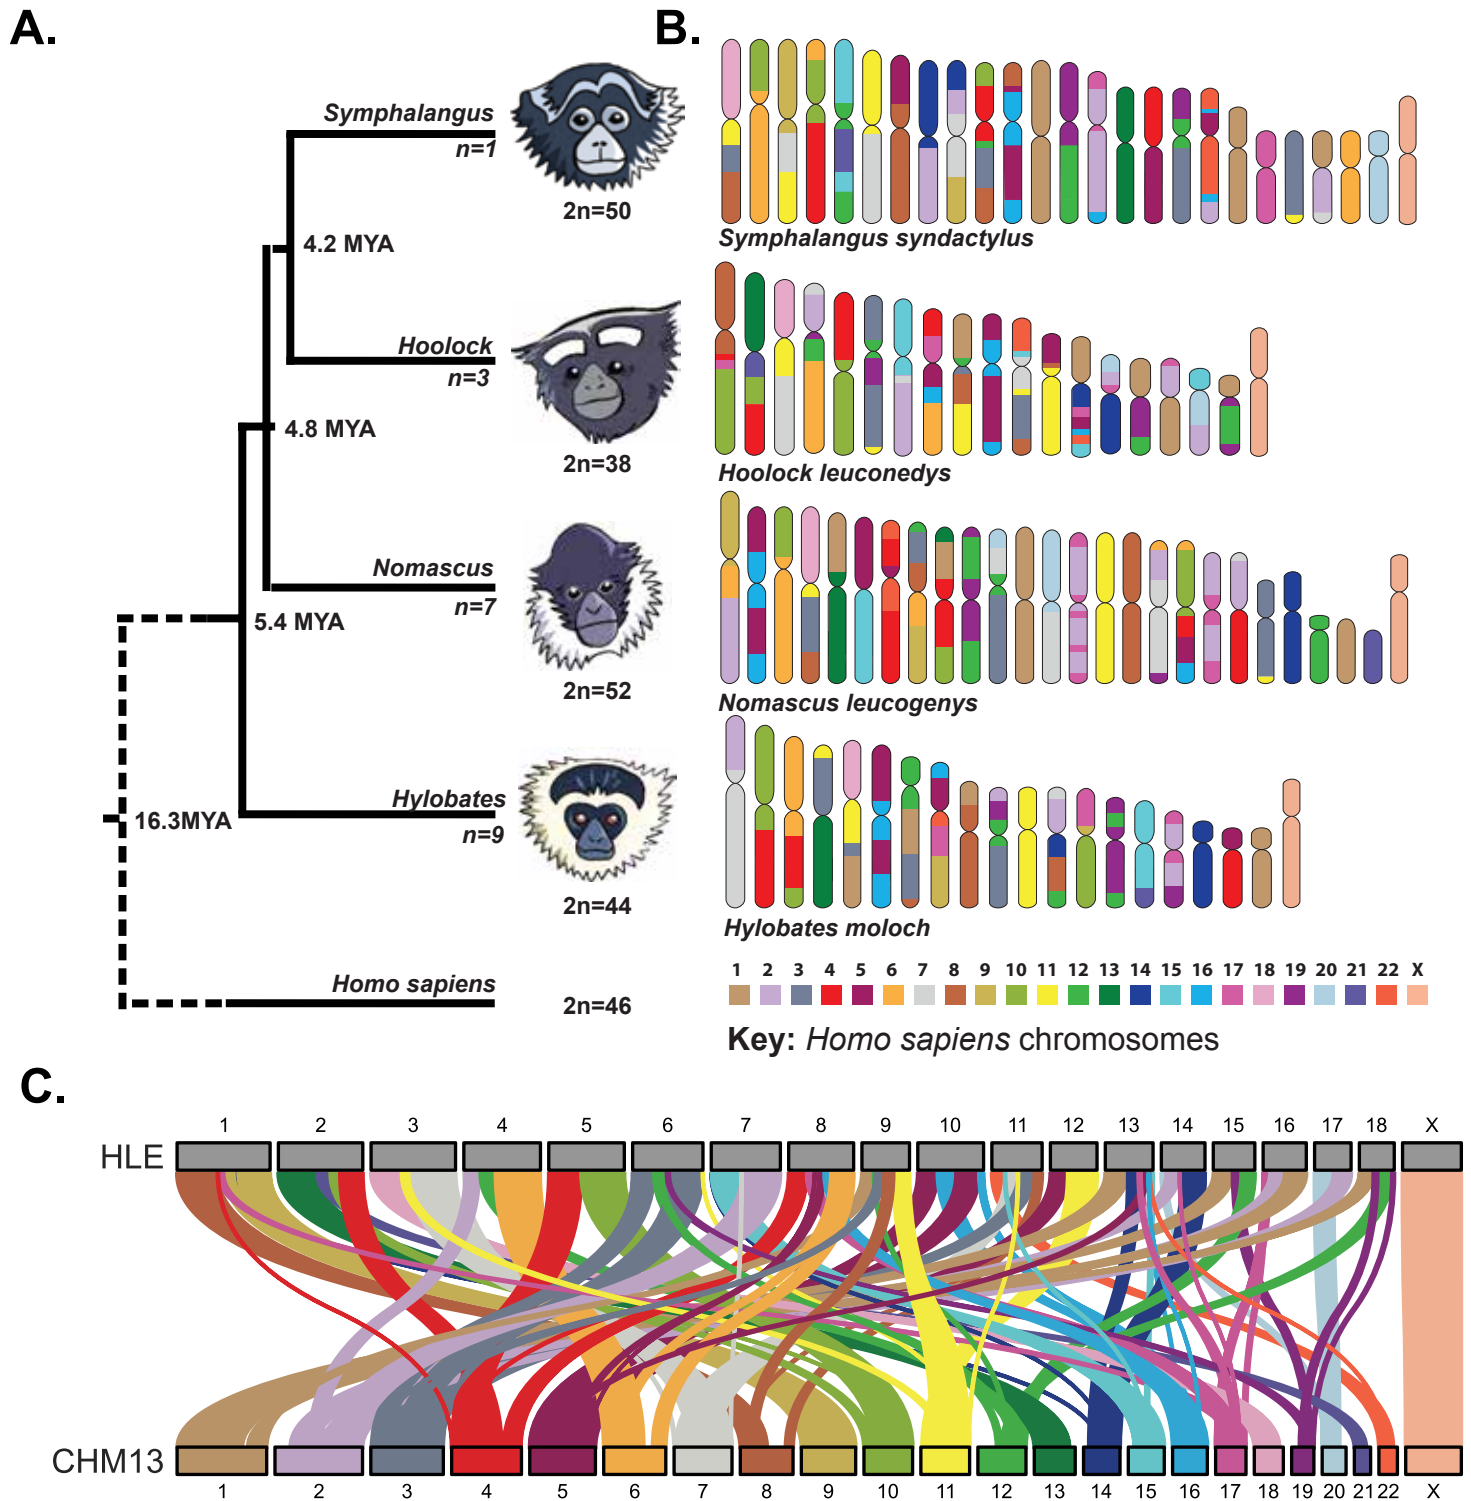 A.
B.
Symphalangus
n=1
2n=50
Symphalangus syndactylus
4.2 MYA
Hoolock
n=3
2n=38
Hoolock leuconedys
4.8 MYA
Nomascus
n=7
2n=52
Nomascus leucogenys
5.4 MYA
Hylobates
n=9
2n=44
Hylobates moloch
16.3MYA
Homo sapiens
2n=46
1 2 3 4 5 6 7 8 9 10 11 12 13 14 15 16 17 18 19 20 21 22 X
Key: Homo sapiens chromosomes
C.
1 2 3 4 5 6 7 8 9 10 11 12 13 14 15 16 17 18 X
HLE
CHM13
1 2 3 4 5 6 7 8 9 10 11 12 13 14 15 16 17 18 19 20 21 22 X